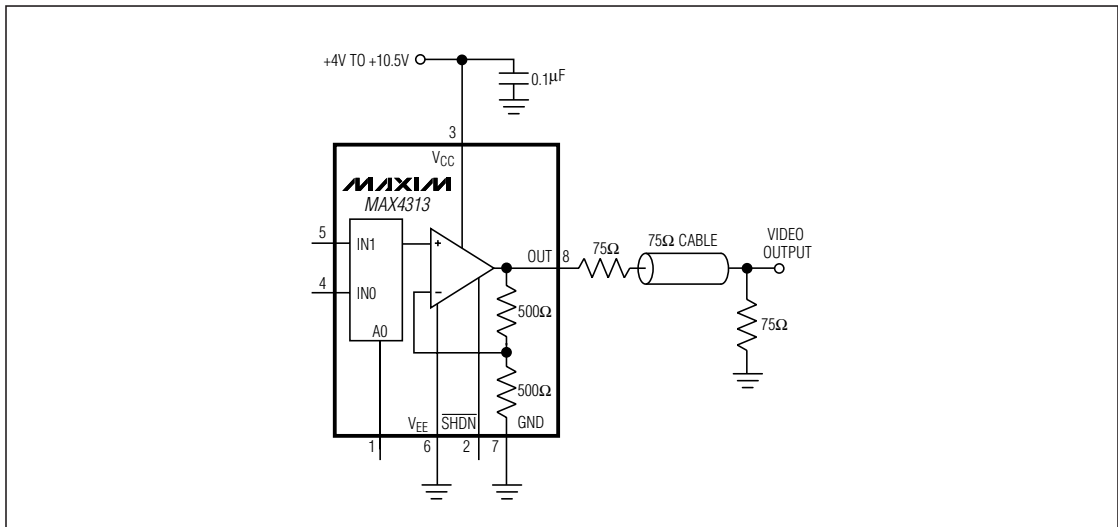 +4V TO +10.5V
0.1µF
3
VCC
MAXIM
MAX4313
5
IN1
4
IN0
A0
+
−
OUT
8
75Ω
75Ω CABLE
VIDEO
OUTPUT
500Ω
75Ω
500Ω
VEE
SHDN
GND
1
6
2
7